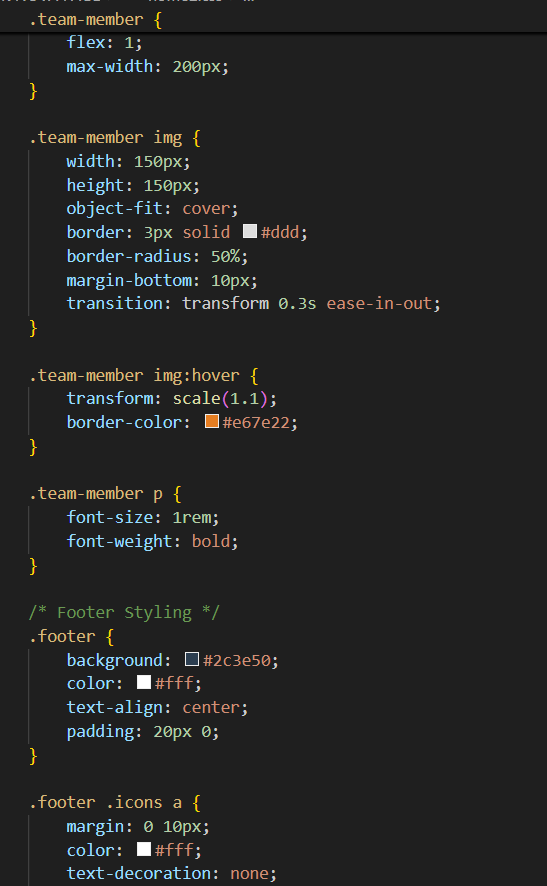 .team-member {
    flex: 1;
    max-width: 200px;
}

.team-member img {
    width: 150px;
    height: 150px;
    object-fit: cover;
    border: 3px solid #ddd;
    border-radius: 50%;
    margin-bottom: 10px;
    transition: transform 0.3s ease-in-out;
}

.team-member img:hover {
    transform: scale(1.1);
    border-color: #e67e22;
}

.team-member p {
    font-size: 1rem;
    font-weight: bold;
}

/* Footer Styling */
.footer {
    background: #2c3e50;
    color: #fff;
    text-align: center;
    padding: 20px 0;
}

.footer .icons a {
    margin: 0 10px;
    color: #fff;
    text-decoration: none;